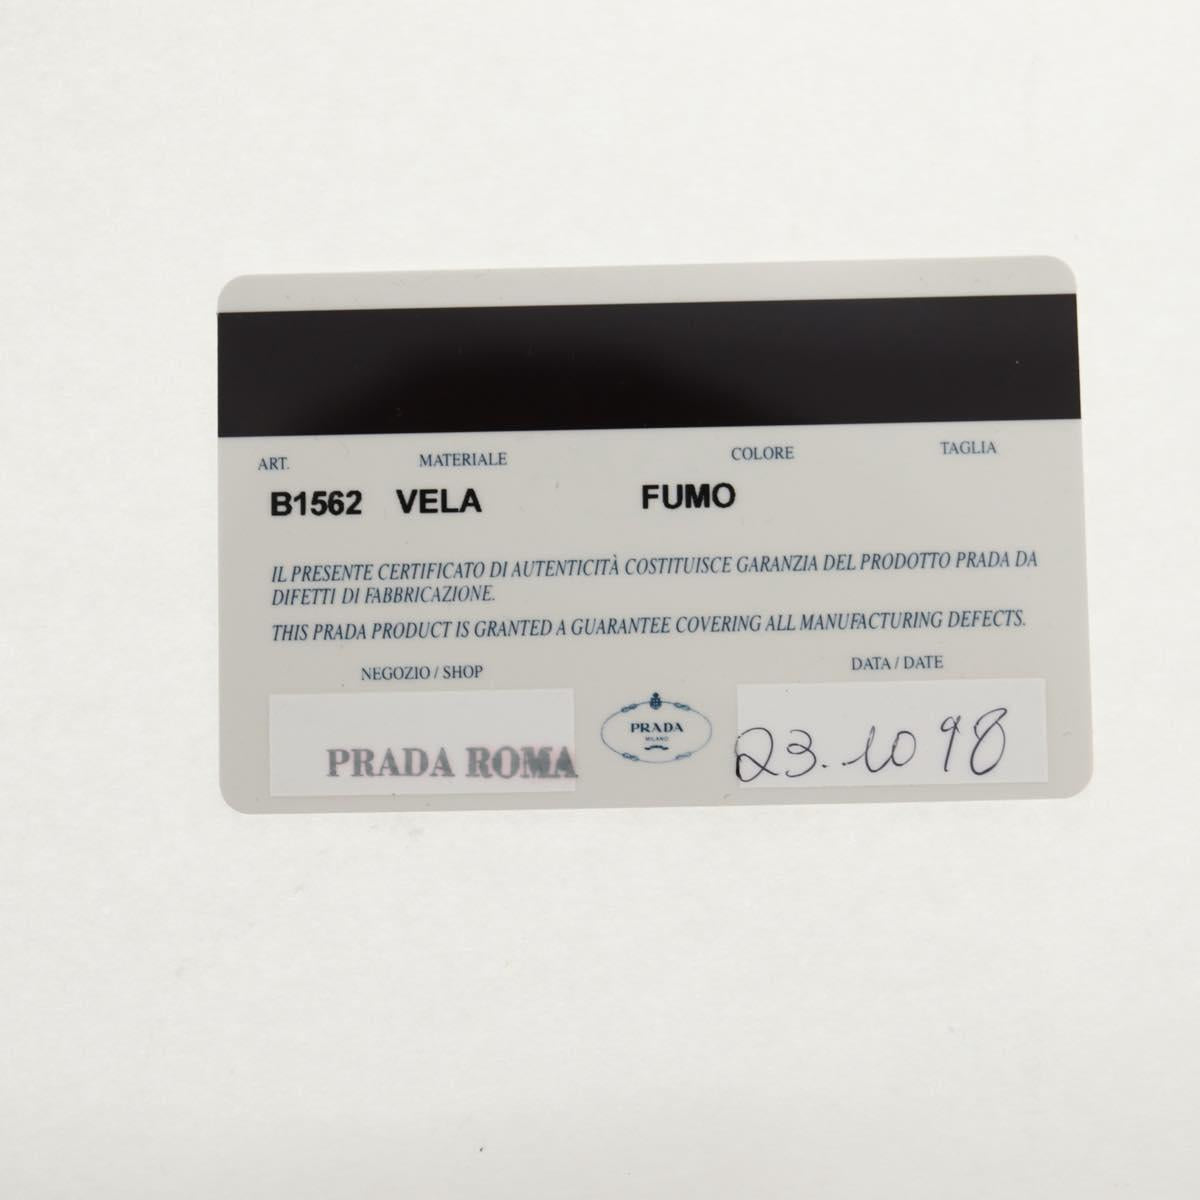 ART. MATERIALE COLORE TAGLIA
B1562 VELA FUMO
IL PRESENTE CERTIFICATO DI AUTENTICITÀ COSTITUISCE GARANZIA DEL PRODOTTO PRADA DA
DIFETTI DI FABBRICAZIONE.
THIS PRADA PRODUCT IS GRANTED A GUARANTEE COVERING ALL MANUFACTURING DEFECTS.
NEGOZIO / SHOP
DATA / DATE
PRADA ROMA
PRADA
MILANO
23.10 98